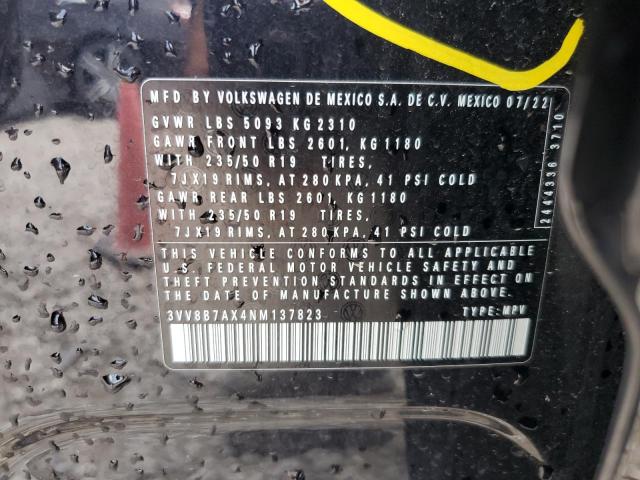 MFD BY VOLKSWAGEN DE MEXICO S.A. DE C.V. MEXICO 07/22
GVWR LBS 5093 KG 2310
GAWR FRONT LBS 2601, KG 1180
WITH 235/50 R19 TIRES,
7JX19 RIMS, AT 280 KPA, 41 PSI COLD
GAWR REAR LBS 2601, KG 1180
WITH 235/50 R19 TIRES,
7JX19 RIMS, AT 280 KPA, 41 PSI COLD
THIS VEHICLE CONFORMS TO ALL APPLICABLE
U.S. FEDERAL MOTOR VEHICLE SAFETY AND
THEFT PREVENTION STANDARDS IN EFFECT ON
THE DATE OF MANUFACTURE SHOWN ABOVE.
3VV8B7AX4NM137823 TYPE: MPV
2444336 3710